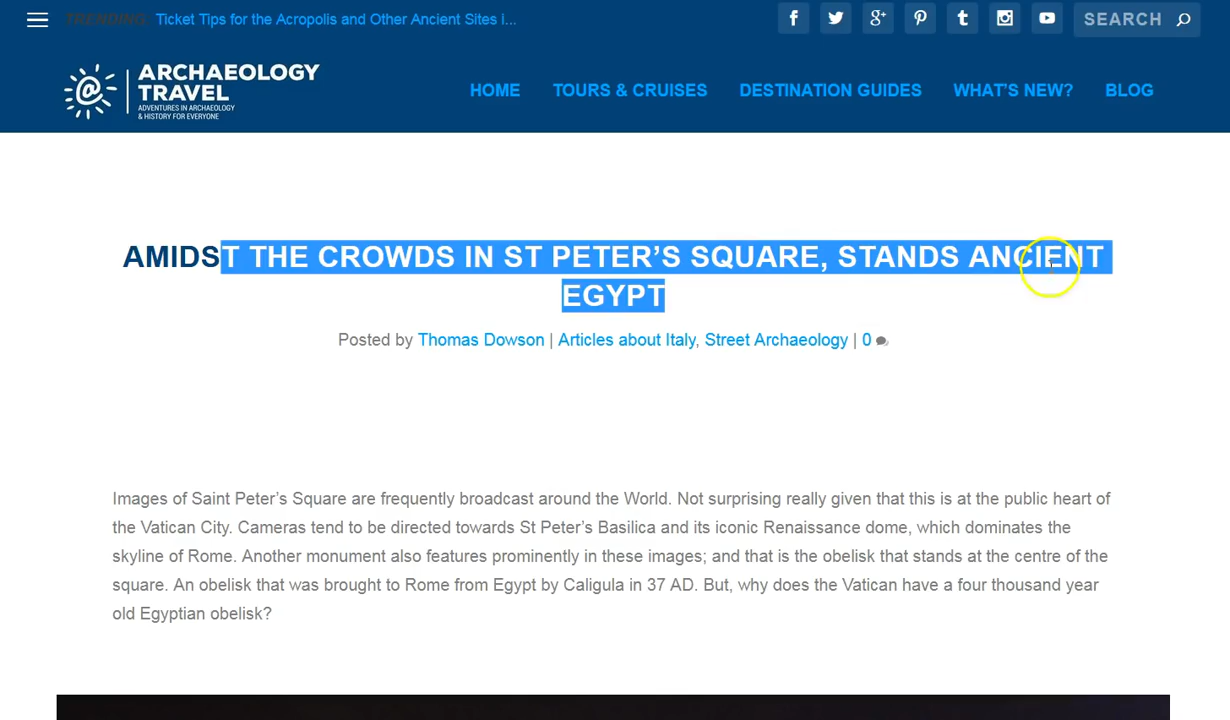 TRENDING Ticket Tips for the Acropolis and Other Ancient Sites i...
SEARCH
@ ARCHAEOLOGY
TRAVEL
ADVENTURES IN ARCHAEOLOGY
& HISTORY FOR EVERYONE
HOME TOURS & CRUISES DESTINATION GUIDES WHAT'S NEW? BLOG
AMIDST THE CROWDS IN ST PETER’S SQUARE, STANDS ANCIENT
EGYPT
Posted by Thomas Dowson | Articles about Italy, Street Archaeology | 0
Images of Saint Peter’s Square are frequently broadcast around the World. Not surprising really given that this is at the public heart of
the Vatican City. Cameras tend to be directed towards St Peter’s Basilica and its iconic Renaissance dome, which dominates the
skyline of Rome. Another monument also features prominently in these images; and that is the obelisk that stands at the centre of the
square. An obelisk that was brought to Rome from Egypt by Caligula in 37 AD. But, why does the Vatican have a four thousand year
old Egyptian obelisk?